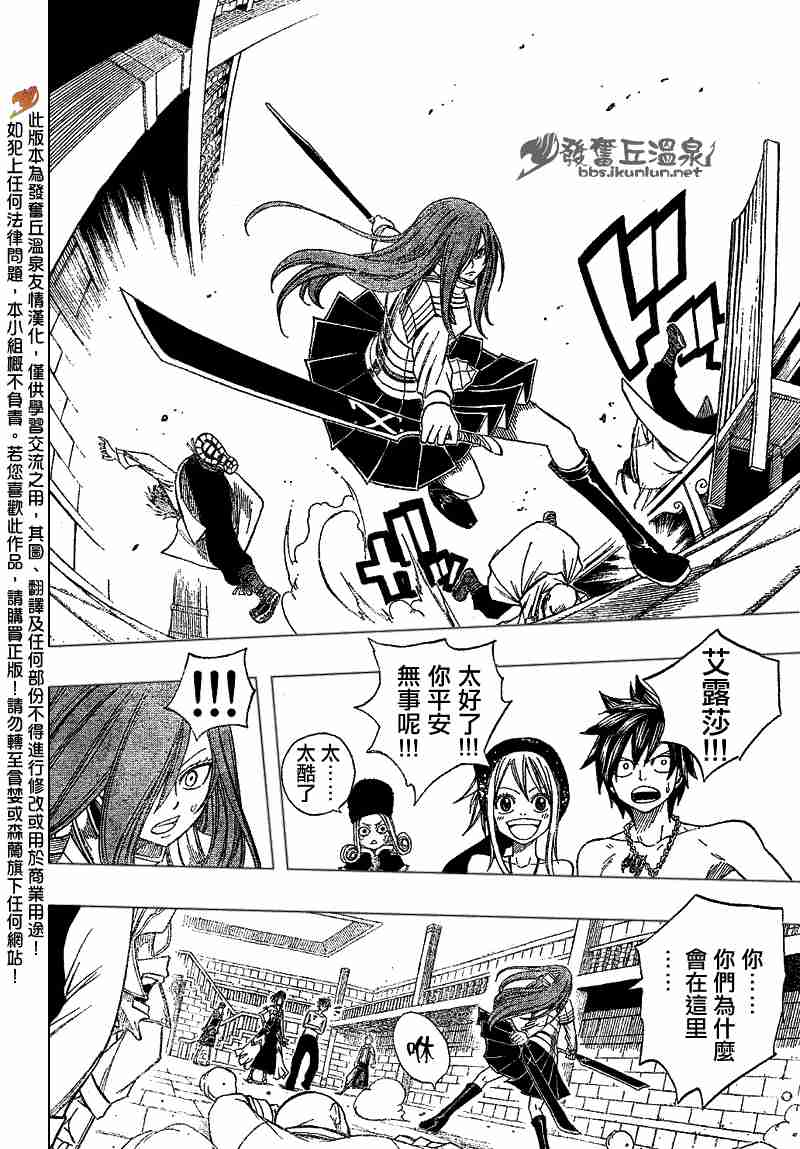 發奮丘溫泉
bbs.ikunlun.net
ドド
ドド
艾露莎!!!
太好了!!!
你平安
無事呢!!!
太…
太酷了
!!!
你……
你們為什麼
會在這裡
……
咻
此版本為發奮丘溫泉友情漢化，僅供學習交流之用，其圖、翻譯及任何部份不得進行修改或用於商業用途！
如犯上任何法律問題，本小組概不負責。若您喜歡此作品，請購買正版！請勿轉至貪婪或森蘭旗下任何網站！